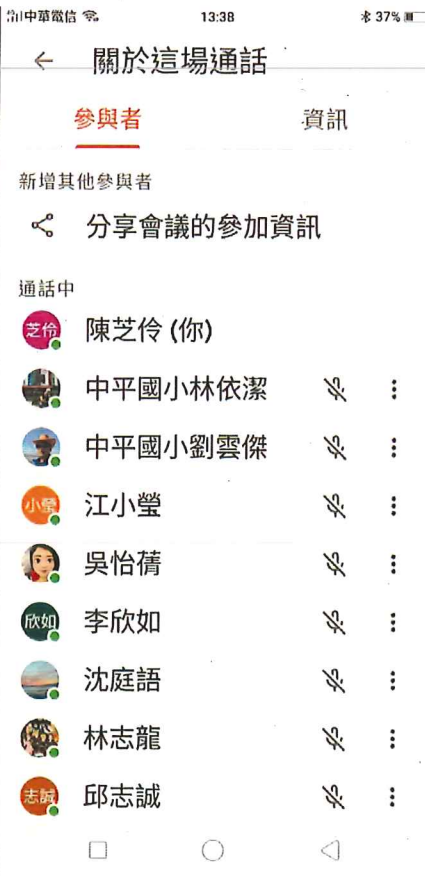 中華電信 13:38 37%
關於這場通話
參與者 資訊
新增其他參與者
分享會議的參加資訊
通話中
芝伶 陳芝伶 (你)
中平國小林依潔
中平國小劉雲傑
小瑩 江小瑩
吳怡蒨
欣如 李欣如
沈庭語
林志龍
志誠 邱志誠